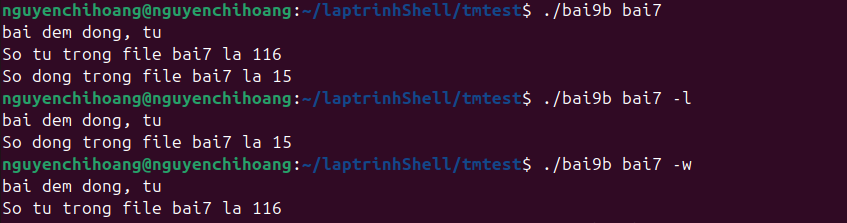 nguyenchihoang@nguyenchihoang:~/laptrinhShell/tmtest$ ./bai9b bai7
bai dem dong, tu
So tu trong file bai7 la 116
So dong trong file bai7 la 15
nguyenchihoang@nguyenchihoang:~/laptrinhShell/tmtest$ ./bai9b bai7 -l
bai dem dong, tu
So dong trong file bai7 la 15
nguyenchihoang@nguyenchihoang:~/laptrinhShell/tmtest$ ./bai9b bai7 -w
bai dem dong, tu
So tu trong file bai7 la 116